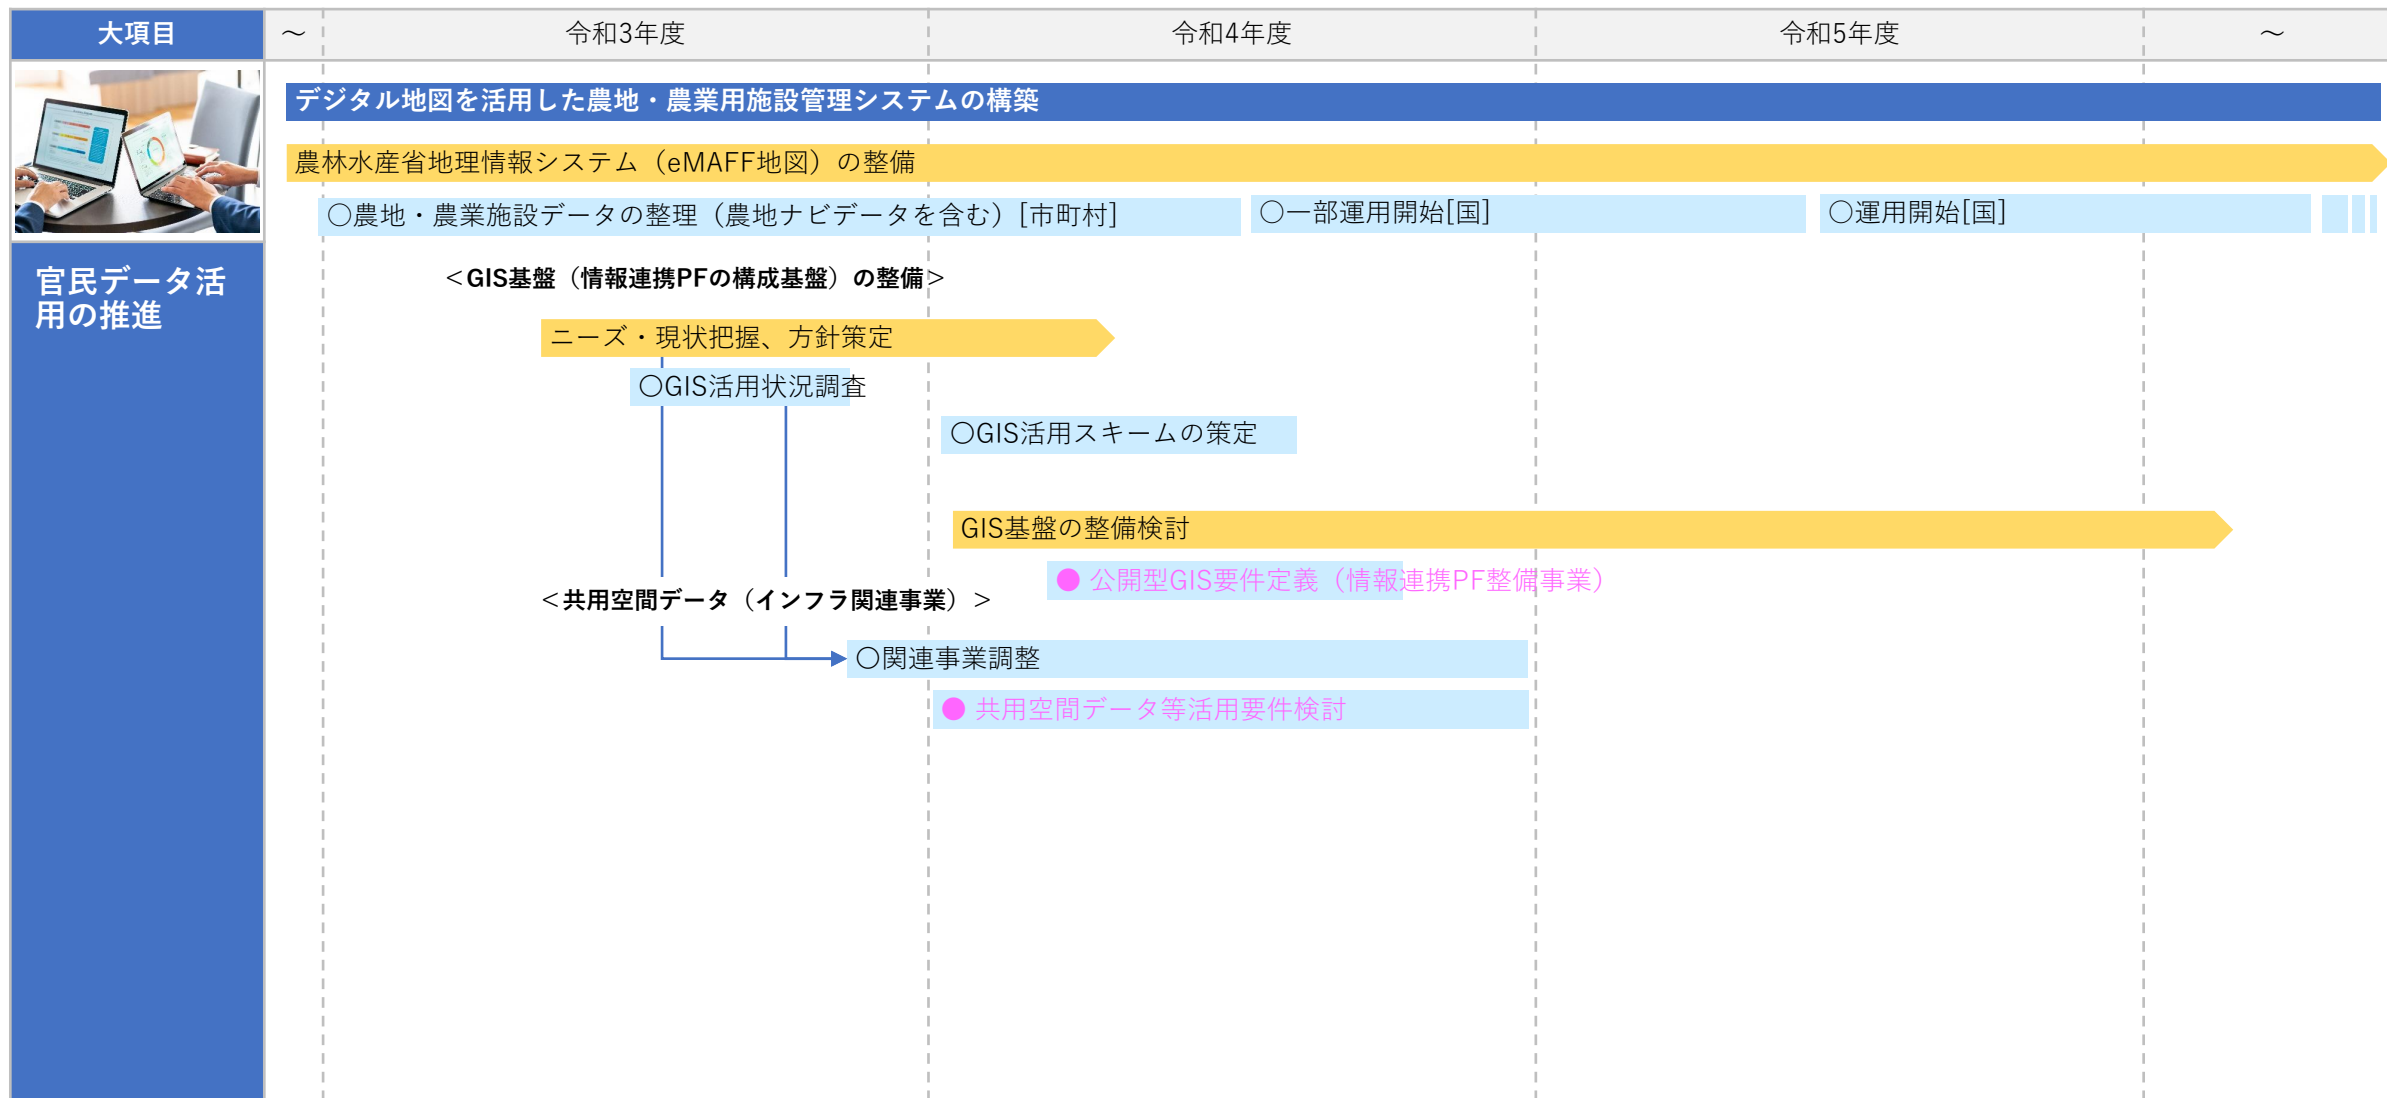 大項目
～
令和3年度
令和4年度
令和5年度
～
デジタル地図を活用した農地・農業用施設管理システムの構築
農林水産省地理情報システム（eMAFF地図）の整備
〇農地・農業施設データの整理（農地ナビデータを含む）[市町村]
〇一部運用開始[国]
〇運用開始[国]
官民データ活
用の推進
＜GIS基盤（情報連携PFの構成基盤）の整備＞
ニーズ・現状把握、方針策定
〇GIS活用状況調査
〇GIS活用スキームの策定
GIS基盤の整備検討
● 公開型GIS要件定義（情報連携PF整備事業）
＜共用空間データ（インフラ関連事業）＞
〇関連事業調整
● 共用空間データ等活用要件検討